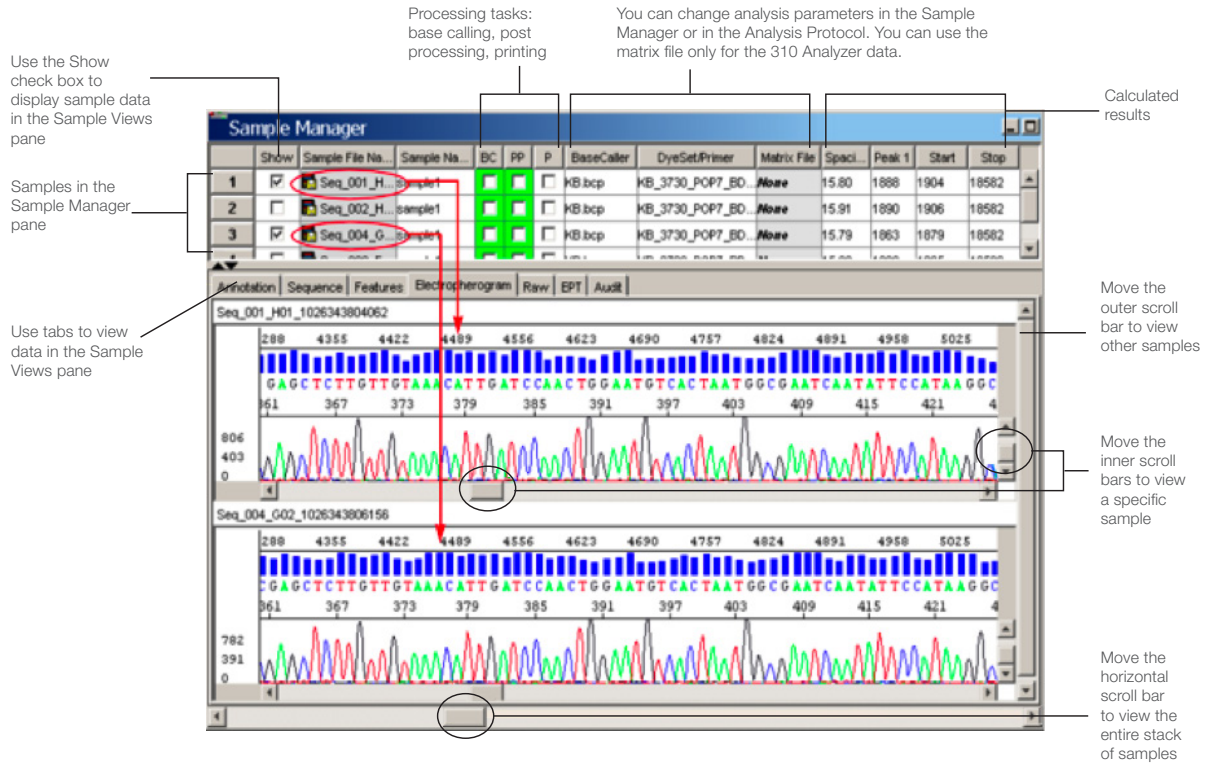 Processing tasks:
base calling, post
processing, printing
You can change analysis parameters in the Sample
Manager or in the Analysis Protocol. You can use the
matrix file only for the 310 Analyzer data.
Use the Show
check box to
display sample data
in the Sample Views
pane
Calculated
results
Samples in the
Sample Manager
pane
Use tabs to view
data in the Sample
Views pane
Sample Manager
Show Sample File Na... Sample Na... BC PP P BaseCaller DyeSet/Primer Matrix File Spaci... Peak 1 Start Stop
1 Seq_001_H... sample1 KB.bcp KB_3730_POP7_BD... None 15.80 1888 1904 18582
2 Seq_002_H... sample1 KB.bcp KB_3730_POP7_BD... None 15.91 1890 1906 18582
3 Seq_004_G... sample1 KB.bcp KB_3730_POP7_BD... None 15.79 1863 1879 18582
Annotation Sequence Features Electropherogram Raw EPT Audit
Seq_001_H01_1026343804062
288 4355 4422 4489 4556 4623 4690 4757 4824 4891 4958 5025
GAGCTCTTGTTGTAAACATTGATCCAACTGGAATGTCACTAATGGCGAATCAATATTCCATAAGGC
361 367 373 379 385 391 397 403 409 415 421 4
806
403
0
Seq_004_G02_1026343806156
288 4355 4422 4489 4556 4623 4690 4757 4824 4891 4958 5025
CGAGCTCTTGTTGTAAACATTGATCCAACTGGAATGTCACTAATGGCGAATCAATATTCCATAAGGC
361 367 373 379 385 391 397 403 409 415 421 4
782
391
0
Move the
outer scroll
bar to view
other samples
Move the
inner scroll
bars to view
a specific
sample
Move the
horizontal
scroll bar
to view the
entire stack
of samples